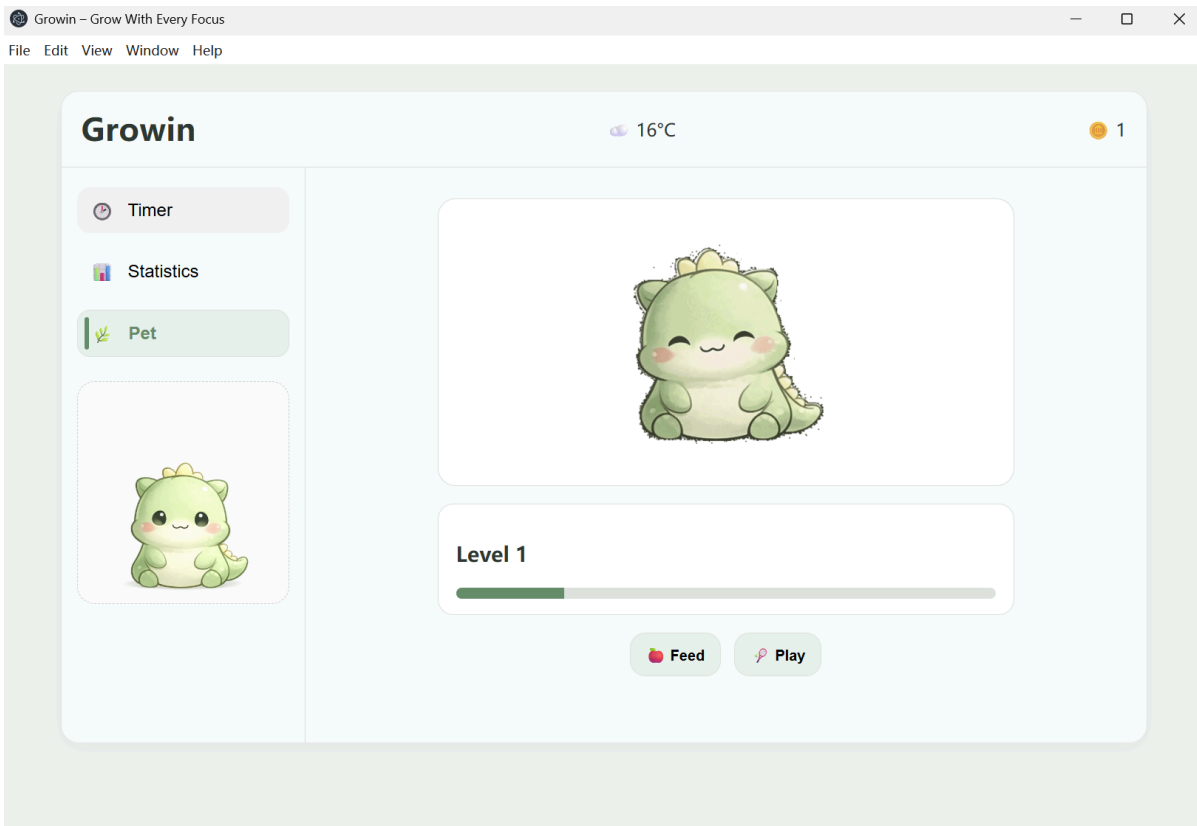 Growin – Grow With Every Focus
File Edit View Window Help
Growin
16°C
1
Timer
Statistics
Pet
Level 1
Feed
Play